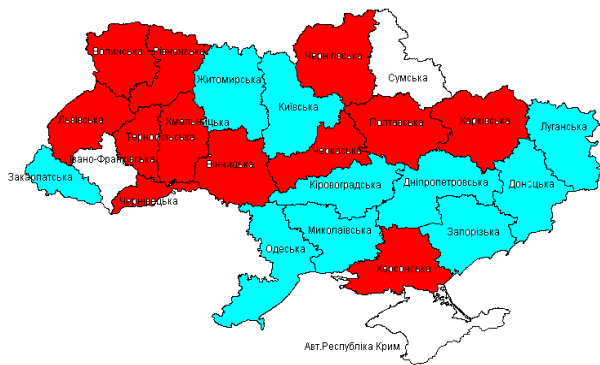 Волинська
Рівненська
Чернігівська
Сумська
Житомирська
Київська
Львівська
Хмельницька
Тернопільська
Полтавська
Харківська
Луганська
Івано-Франківська
Вінницька
Черкаська
Закарпатська
Кіровоградська
Дніпропетровська
Донецька
Чернівецька
Миколаївська
Запорізька
Одеська
Херсонська
Авт.Республіка Крим